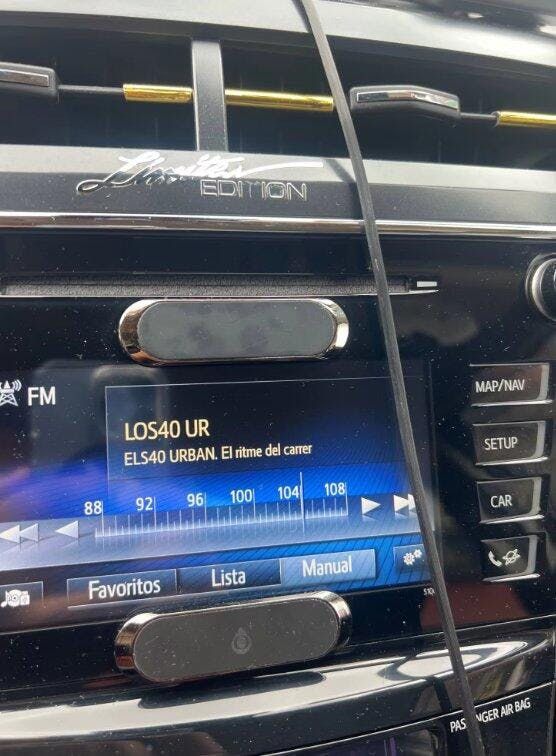 Limited
EDITION
FM
LOS40 UR
ELS40 URBAN. El ritme del carrer
88 92 96 100 104 108
Favoritos Lista Manual
MAP/NAV
SETUP
CAR
PASSENGER AIR BAG